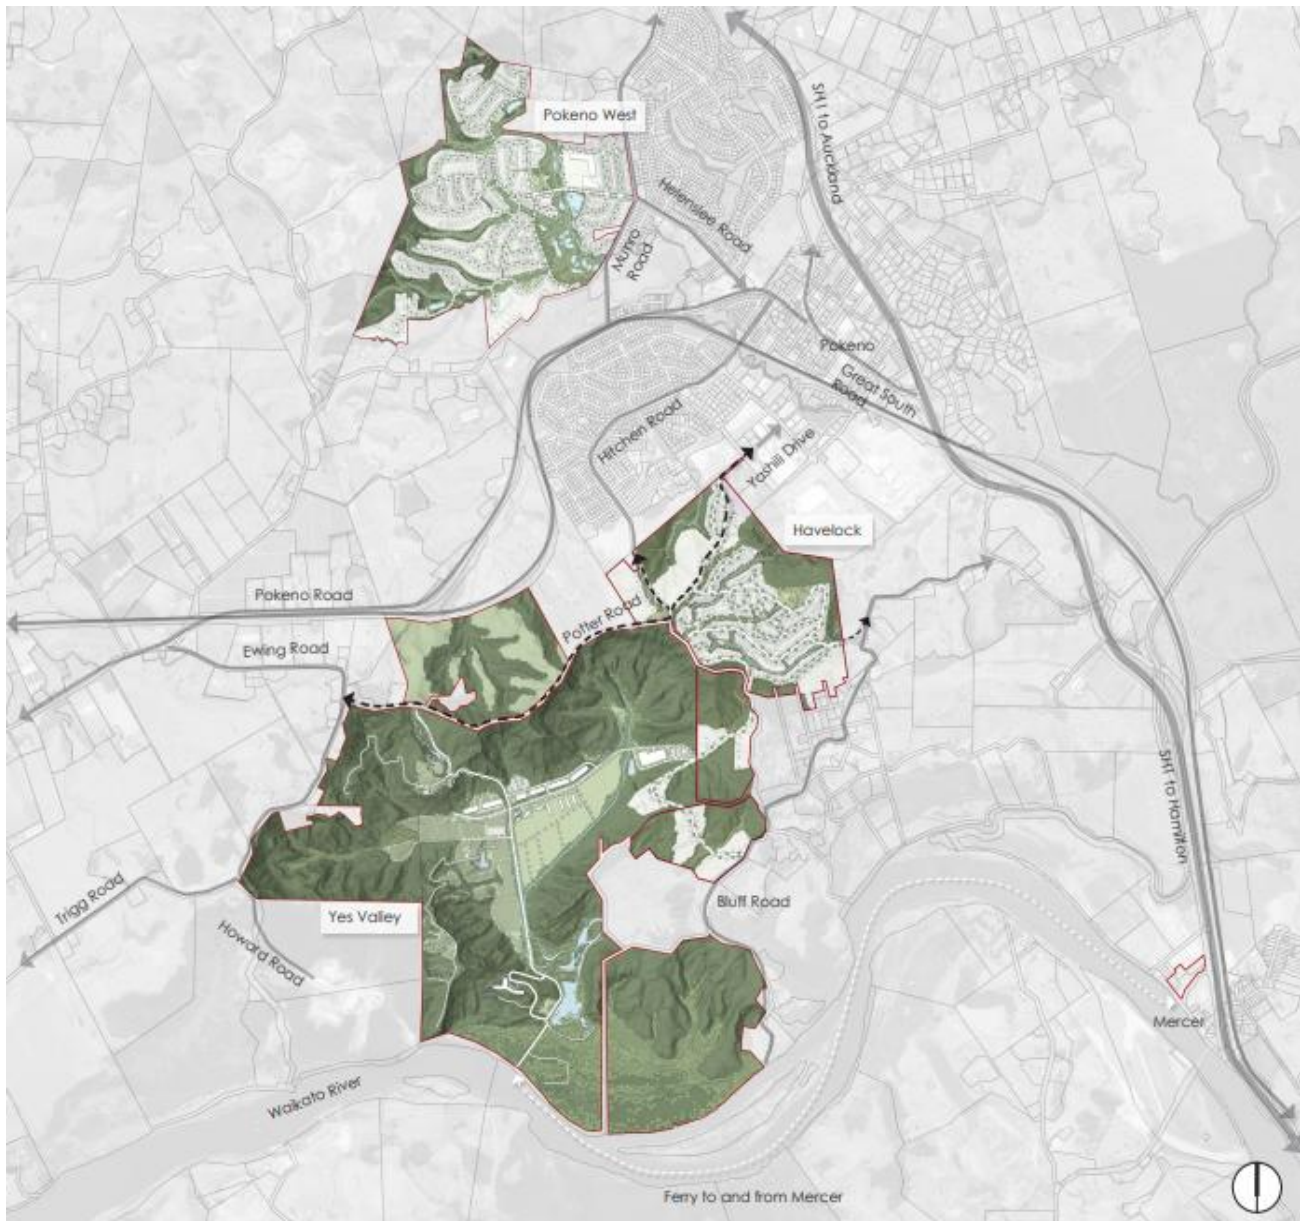 Pokeno West
SH1 to Auckland
Helenslee Road
Munro
Road
Pokeno
Great South
Road
Hitchen Road
Yashili Drive
Havelock
Pokeno Road
Potter Road
Ewing Road
SH1 to Hamilton
Trigg Road
Yes Valley
Bluff Road
Howard Road
Mercer
Waikato River
Ferry to and from Mercer